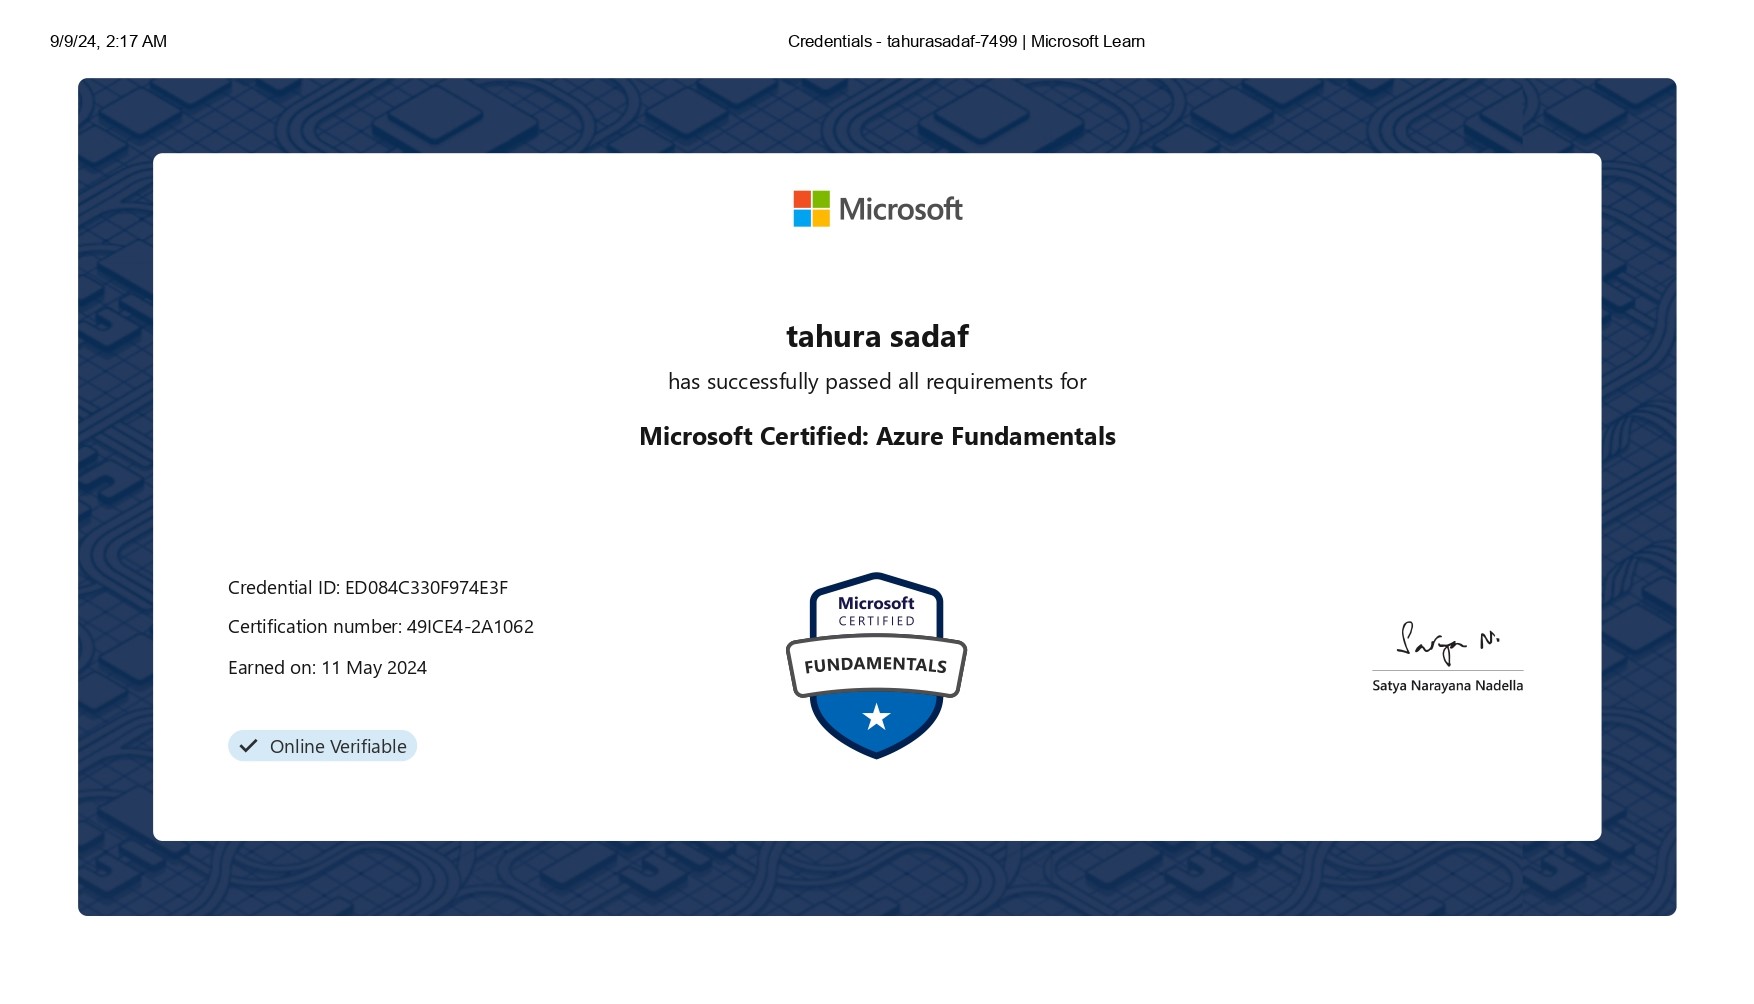 9/9/24, 2:17 AM
Credentials - tahurasadaf-7499 | Microsoft Learn
Microsoft
tahura sadaf
has successfully passed all requirements for
Microsoft Certified: Azure Fundamentals
Credential ID: ED084C330F974E3F
Certification number: 49ICE4-2A1062
Earned on: 11 May 2024
Online Verifiable
Microsoft
CERTIFIED
FUNDAMENTALS
Satya N.
Satya Narayana Nadella